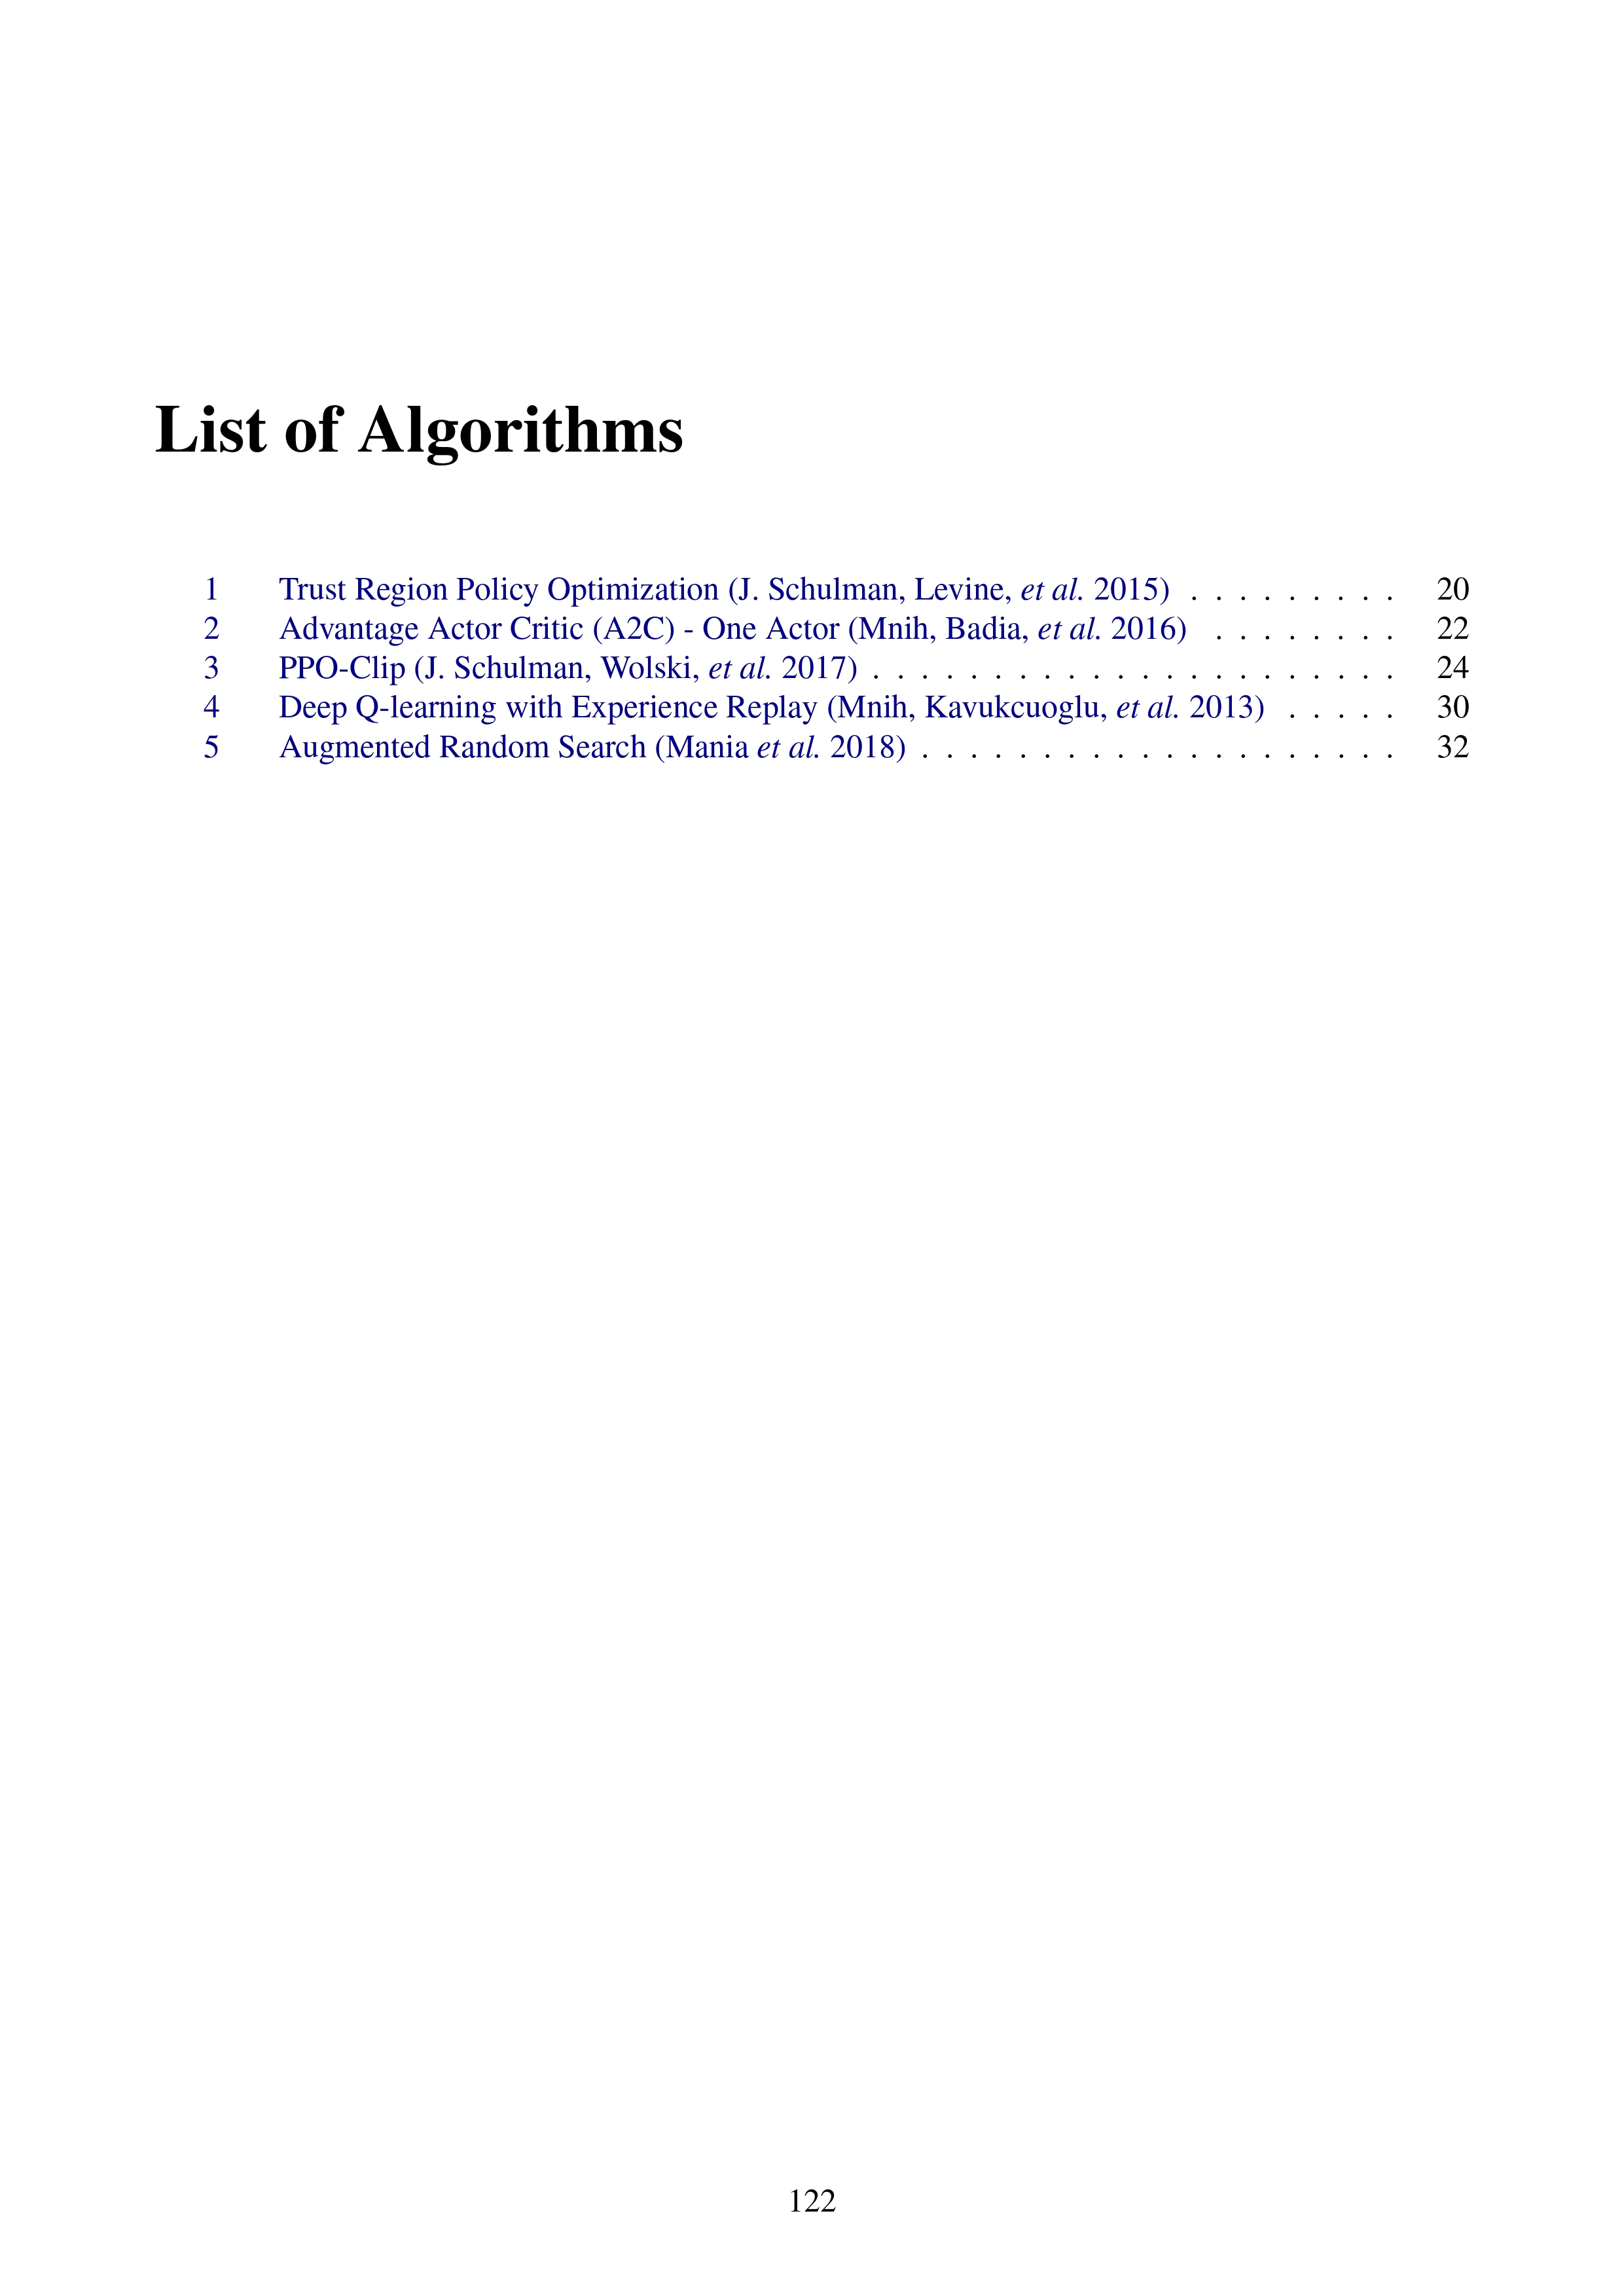 List of Algorithms
1 Trust Region Policy Optimization (J. Schulman, Levine, et al. 2015) . . . . . . . . . 20
2 Advantage Actor Critic (A2C) - One Actor (Mnih, Badia, et al. 2016) . . . . . . . . 22
3 PPO-Clip (J. Schulman, Wolski, et al. 2017) . . . . . . . . . . . . . . . . . . . . . . 24
4 Deep Q-learning with Experience Replay (Mnih, Kavukcuoglu, et al. 2013) . . . . . 30
5 Augmented Random Search (Mania et al. 2018) . . . . . . . . . . . . . . . . . . . . 32
122